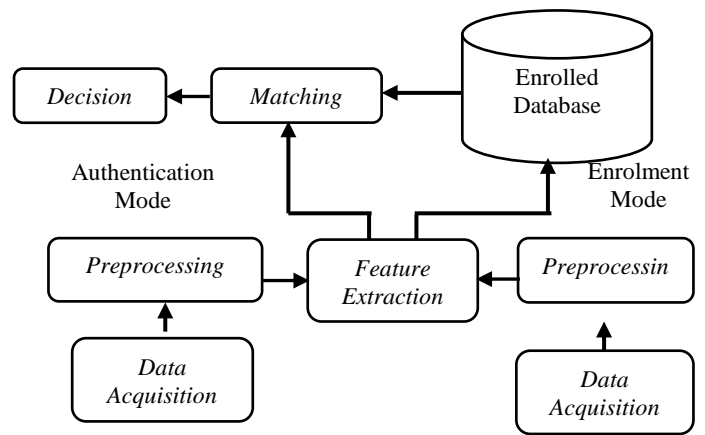 Enrolled
Database
Decision
Matching
Authentication
Mode
Enrolment
Mode
Preprocessing
Feature
Extraction
Preprocessin
Data
Acquisition
Data
Acquisition